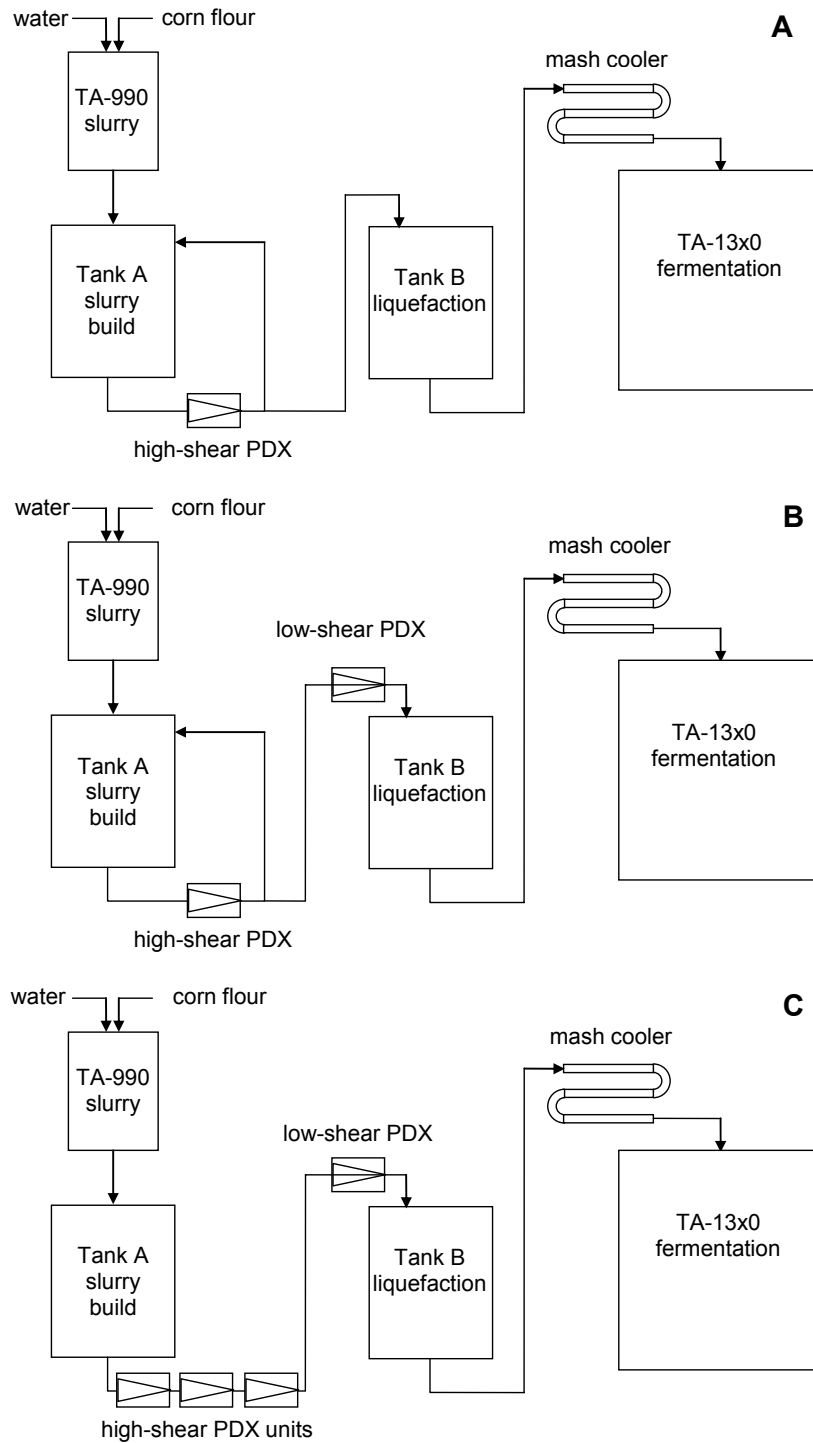 water
corn flour
A
TA-990
slurry
mash cooler
Tank A
slurry
build
Tank B
liquefaction
TA-13x0
fermentation
high-shear PDX
water
corn flour
B
TA-990
slurry
mash cooler
low-shear PDX
Tank A
slurry
build
Tank B
liquefaction
TA-13x0
fermentation
high-shear PDX
water
corn flour
C
TA-990
slurry
mash cooler
low-shear PDX
Tank A
slurry
build
Tank B
liquefaction
TA-13x0
fermentation
high-shear PDX units